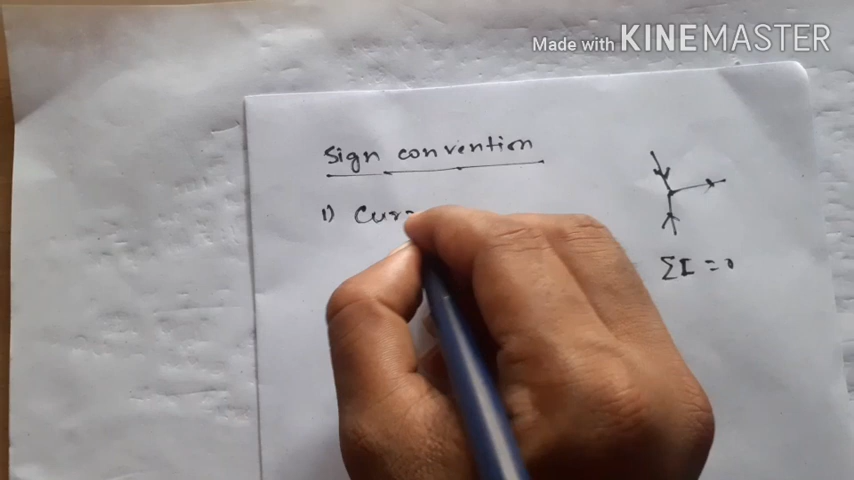 Made with KINEMASTER
Sign convention
1) Curr
ΣI = 0